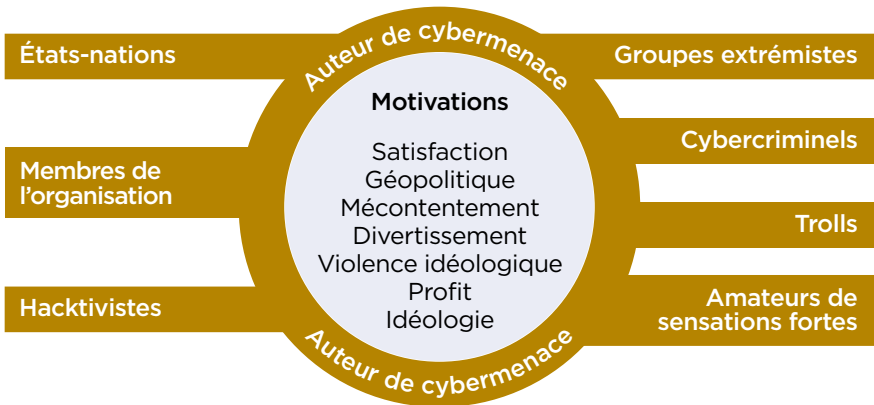 Auteur de cybermenace
États-nations
Membres de
l'organisation
Hacktivistes
Motivations
Satisfaction
Géopolitique
Mécontentement
Divertissement
Violence idéologique
Profit
Idéologie
Groupes extrémistes
Cybercriminels
Trolls
Amateurs de
sensations fortes
Auteur de cybermenace